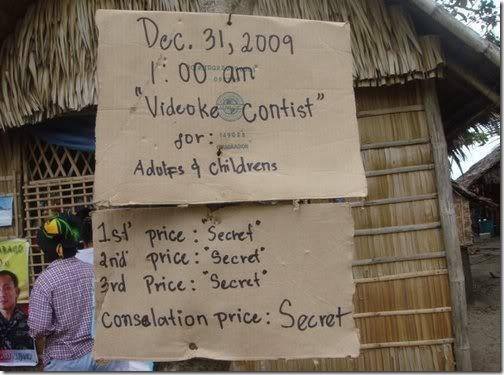 Dec. 31, 2009
1:00 am
"Videoke Contist"
for:
Adults & Childrens
1st price: "Secret"
2nd price: "Secret"
3rd Price: "Secret"
Conselation price: Secret